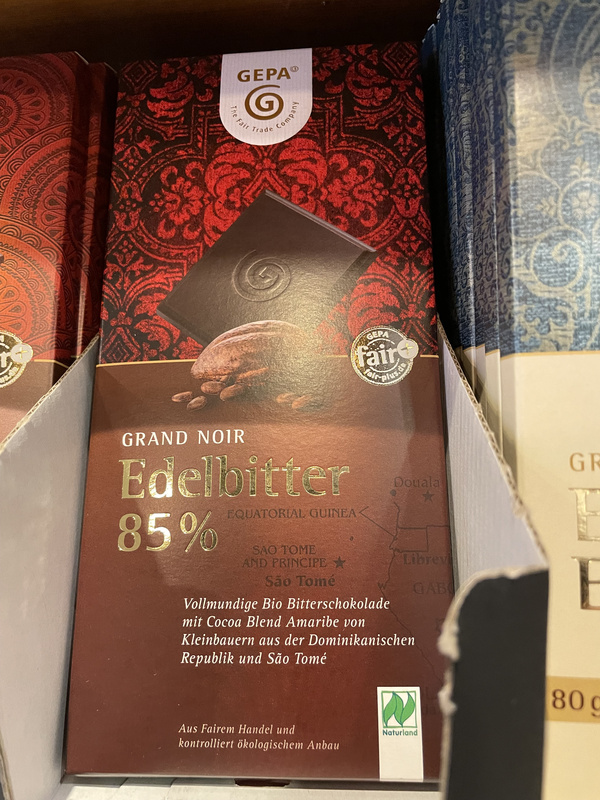 GEPA
The Fair Trade Company
GEPA
fair+
fair-plus.de
GRAND NOIR
Edelbitter
85%
Douala
EQUATORIAL GUINEA
SAO TOME
AND PRINCIPE
São Tomé
Librev
GAB
Vollmundige Bio Bitterschokolade
mit Cocoa Blend Amaribe von
Kleinbauern aus der Dominikanischen
Republik und São Tomé
Naturland
Aus Fairem Handel und
kontrolliert ökologischem Anbau
GR
E
E
80 g